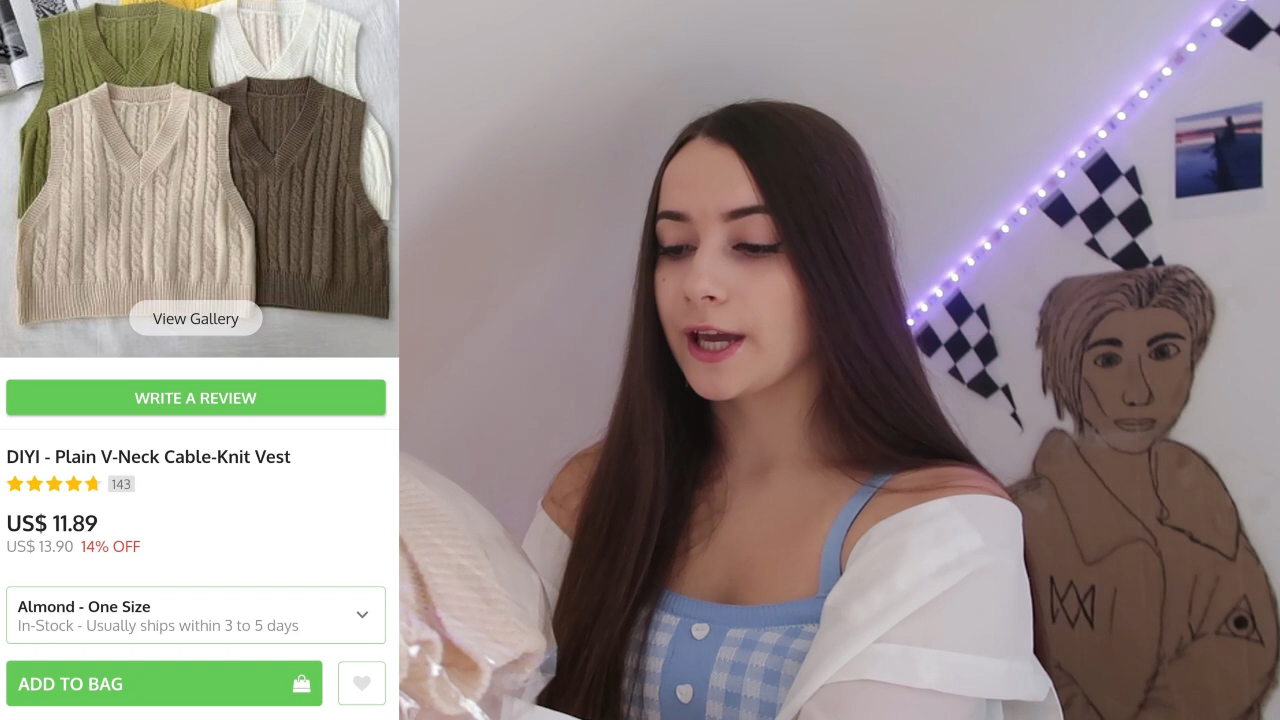 View Gallery
WRITE A REVIEW
DIYI - Plain V-Neck Cable-Knit Vest
143
US$ 11.89
US$ 13.90 14% OFF
Almond - One Size
In-Stock - Usually ships within 3 to 5 days
ADD TO BAG